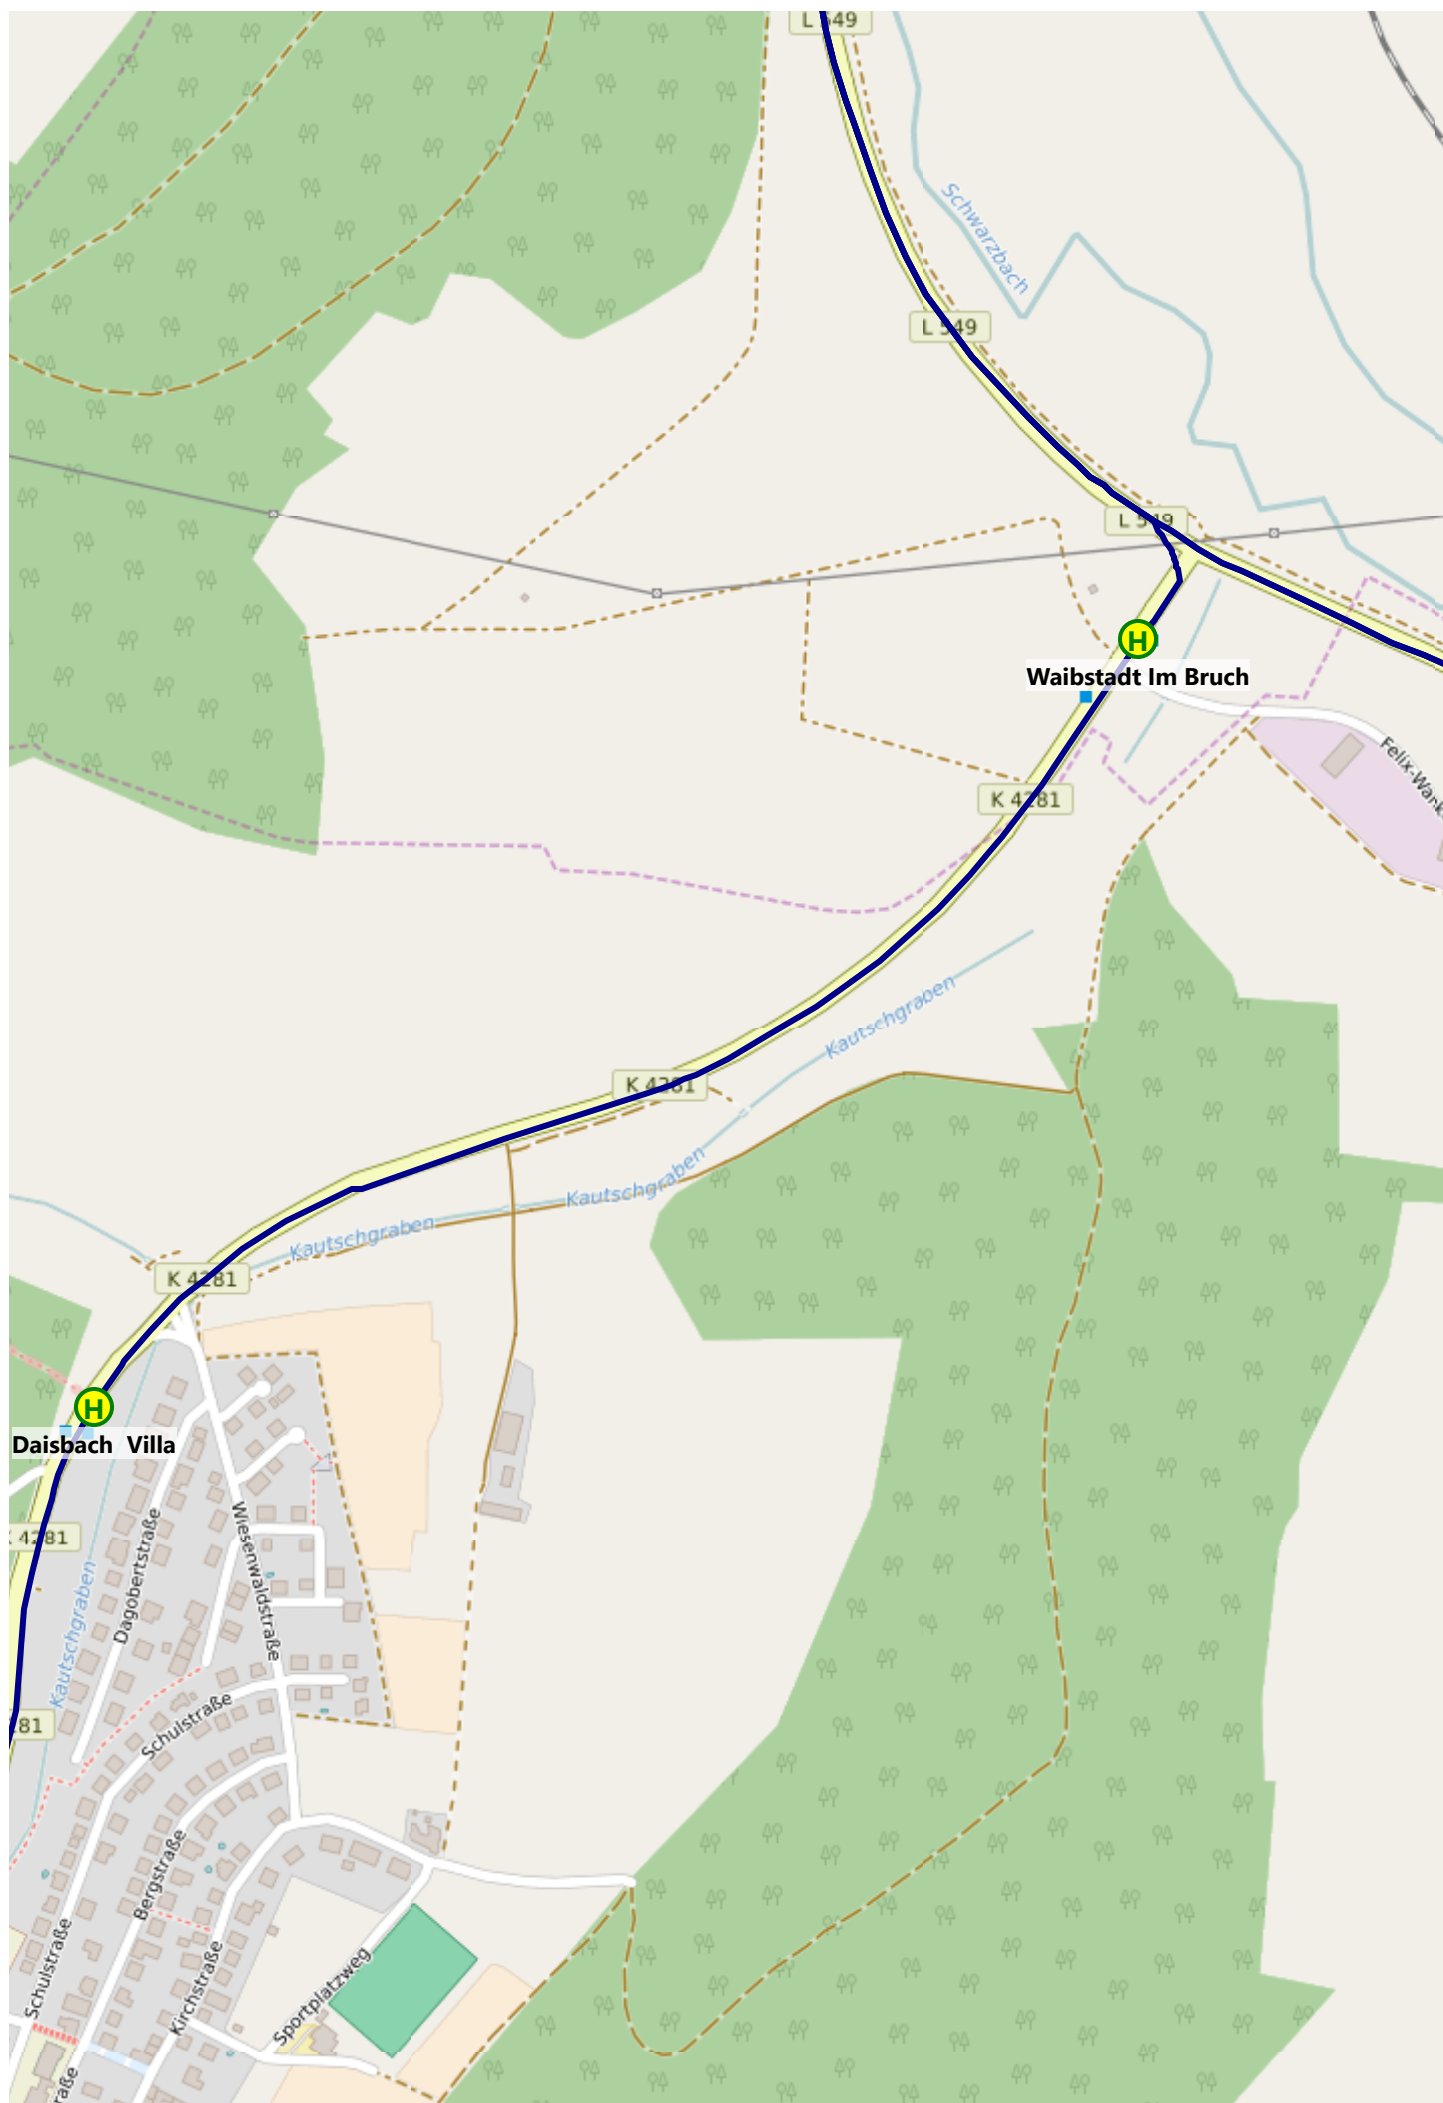 L 549
Schwarzbach
L 549
L 549
H
Waibstadt Im Bruch
K 4281
Kautschgraben
K 4281
Kautschgraben
Kautschgraben
K 4281
H
Daisbach Villa
4281
Dagobertstraße
Wiesenwaldstraße
Kautschgraben
Schulstraße
81
Bergstraße
Schulstraße
Kirchstraße
Sportplatzweg